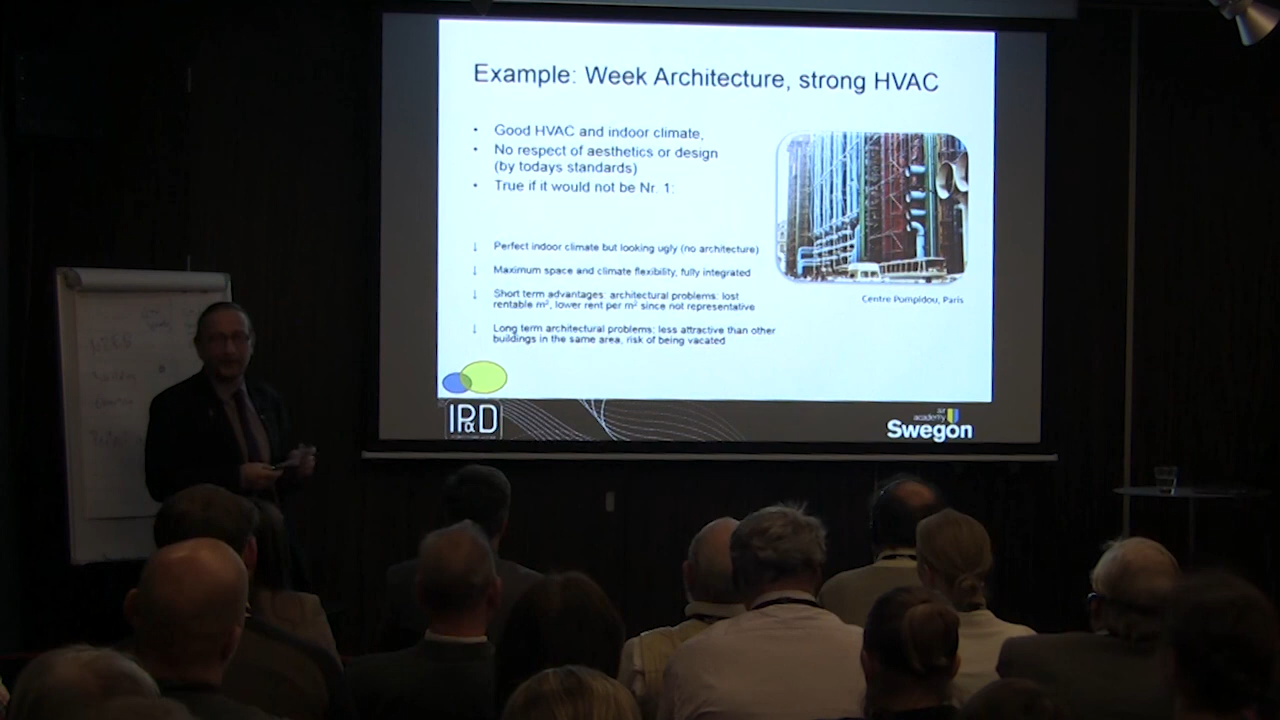 Example: Week Architecture, strong HVAC
• Good HVAC and indoor climate,
• No respect of aesthetics or design
(by todays standards)
• True if it would not be Nr. 1:
↓ Perfect indoor climate but looking ugly (no architecture)
↓ Maximum space and climate flexibility, fully integrated
↓ Short term advantages: architectural problems: lost
rentable m², lower rent per m² since not representative
↓ Long term architectural problems; less attractive than other
buildings in the same area, risk of being vacated
Centre Pompidou, Paris
IP&D
air
academy
Swegon